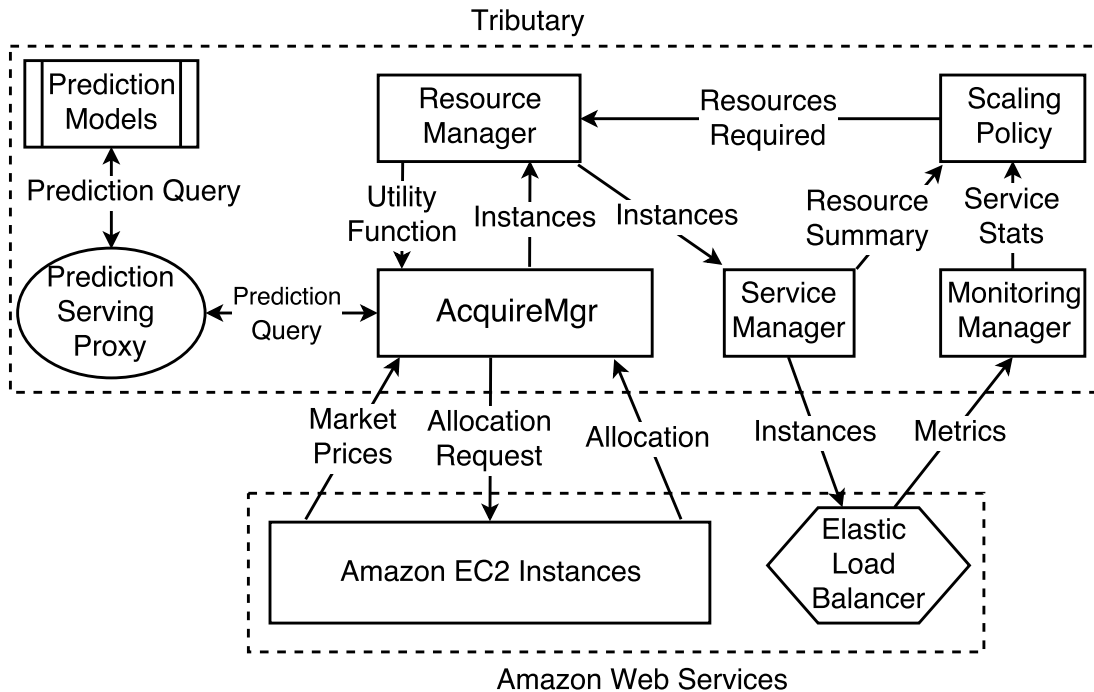 Tributary
Prediction
Models
Resource
Manager
Resources
Required
Scaling
Policy
Prediction Query
Utility
Function
Instances
Instances
Resource
Summary
Service
Stats
Prediction
Serving
Proxy
Prediction
Query
AcquireMgr
Service
Manager
Monitoring
Manager
Market
Prices
Allocation
Request
Allocation
Instances
Metrics
Amazon EC2 Instances
Elastic
Load
Balancer
Amazon Web Services